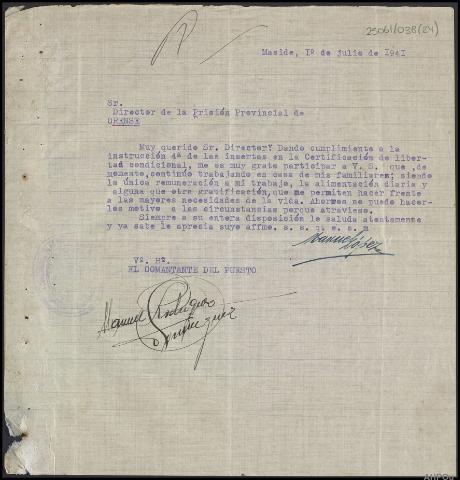 25061/038(24)
Maside, 1º de julio de 1941
Sr.
Director de la Prisión Provincial de
ORENSE
Muy querido Sr. Director: Dando cumplimiento a la
instrucción 4ª de las insertas en la Certificación de liber-
tad condicional, me es muy grato participar a V. S. que ,de
momento,continúo trabajando en casa de mis familiares; siendo
la única remuneración a mi trabajo, la alimentación diaria y
alguna que otra gratificación,que me permiten hacer frente
a las mayores necesidades de la vida. Ahorros no puedo hacer-
los motivo a las circunstancias porque atravieso.
Siempre a su entera disposición le saluda atentamente
y ya sabe le aprecia suyo affmo. s. s. q. e. s. m
Manuel López
Vº. Bº.
EL COMANTANTE DEL PUESTO
Manuel Rodríguez
AHPOu